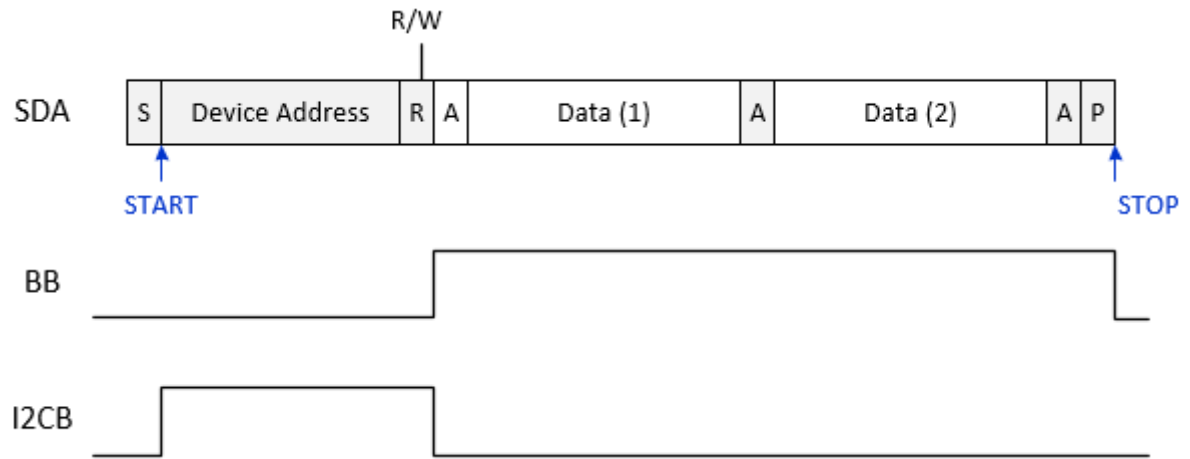 R/W
SDA S Device Address R A Data (1) A Data (2) A P
START STOP
BB
I2CB